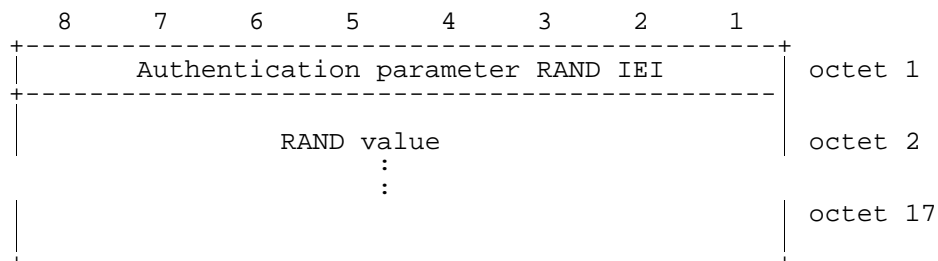 8 7 6 5 4 3 2 1
Authentication parameter RAND IEI octet 1
RAND value octet 2
:
:
octet 17